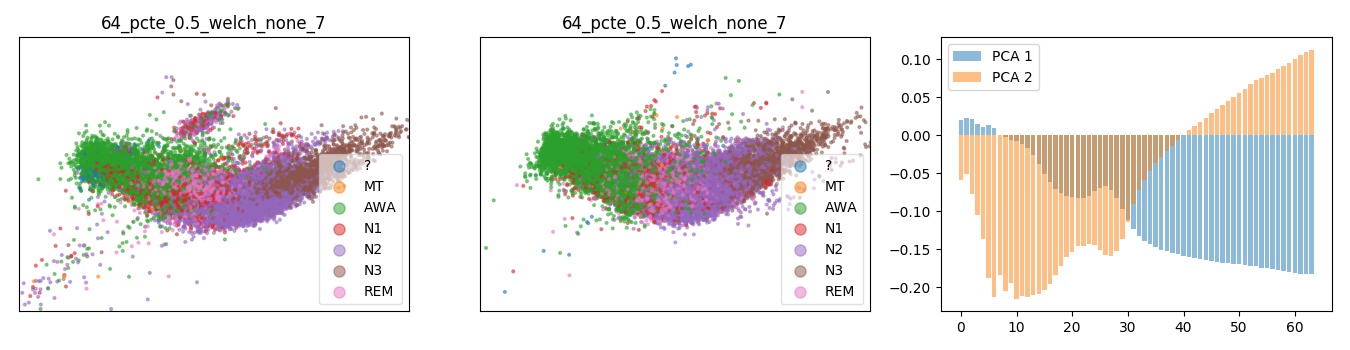 64_pcte_0.5_welch_none_7
?
MT
AWA
N1
N2
N3
REM
64_pcte_0.5_welch_none_7
?
MT
AWA
N1
N2
N3
REM
PCA 1
PCA 2
0.10
0.05
0.00
−0.05
−0.10
−0.15
−0.20
0 10 20 30 40 50 60